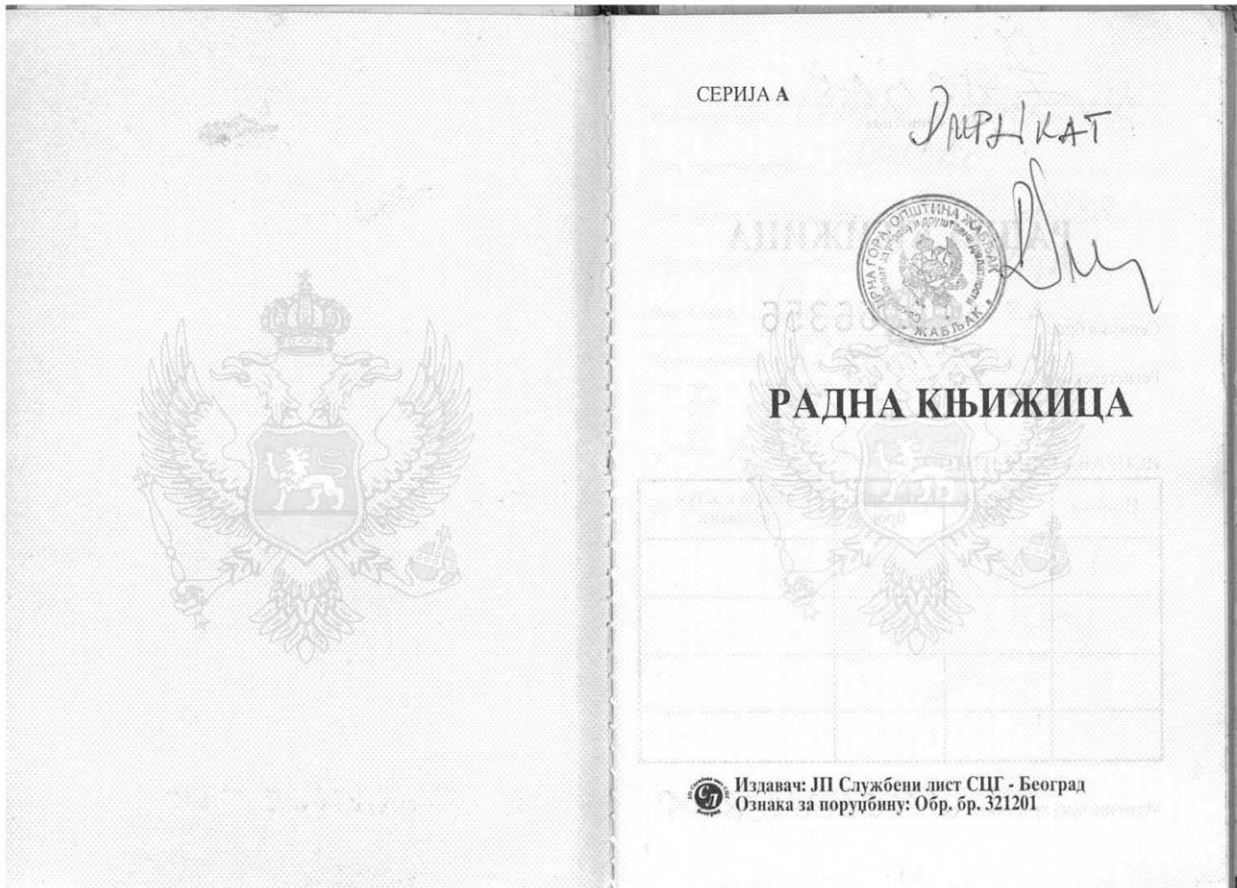 СЕРИЈА А
ДУПЛИКАТ
ЦРНА ГОРА, ОПШТИНА ЖАБЉАК
ЖАБЉАК
РАДНА КЊИЖИЦА
Издавач: ЈП Службени лист СЦГ - Београд
Ознака за поруџбину: Обр. бр. 321201